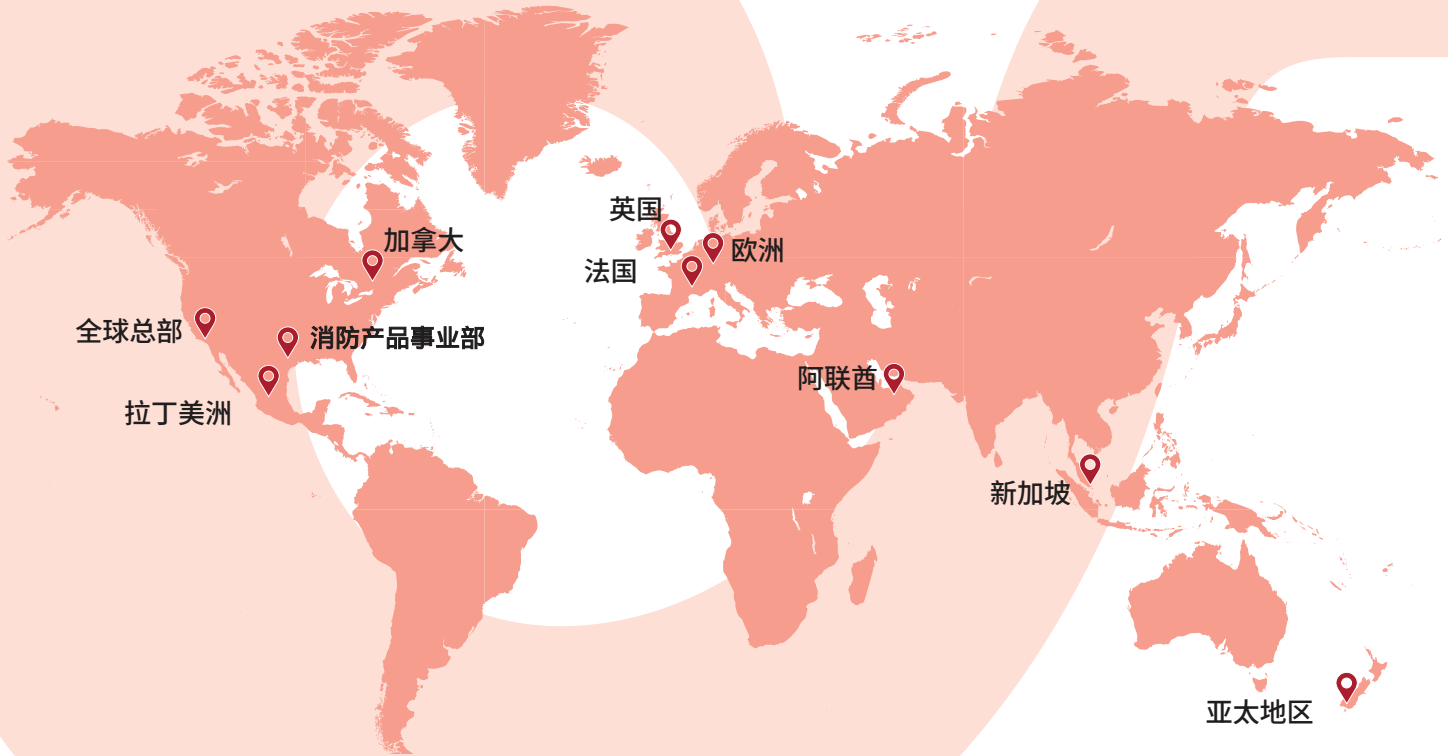 英国
加拿大
欧洲
法国
全球总部
消防产品事业部
阿联酋
拉丁美洲
新加坡
亚太地区